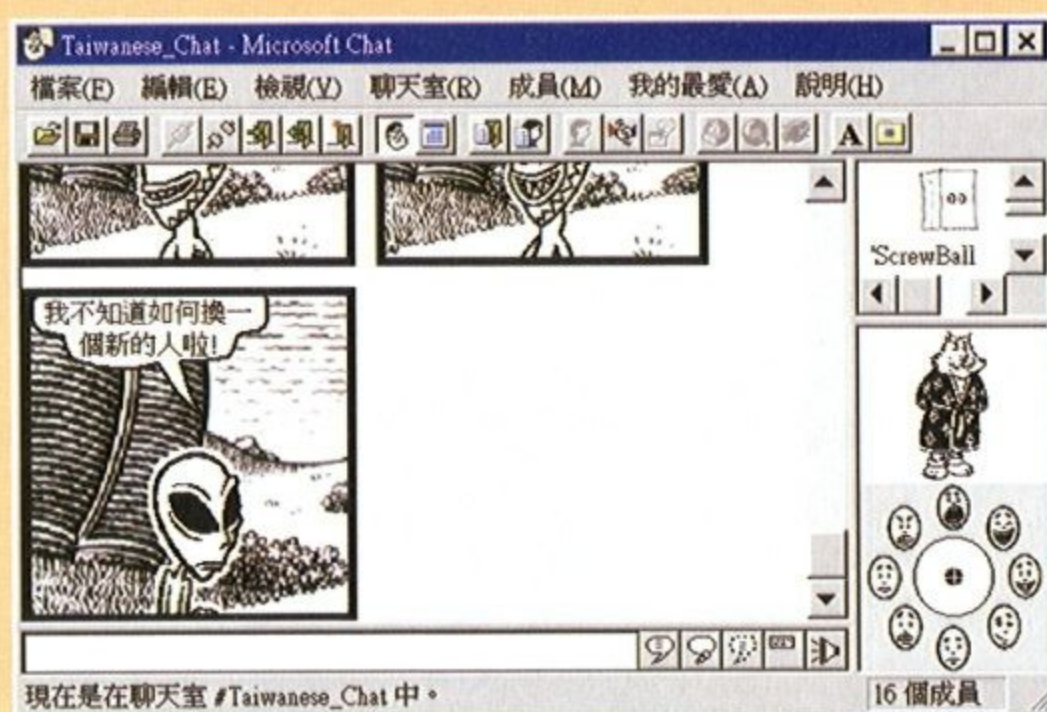 Taiwanese_Chat - Microsoft Chat
檔案(F) 編輯(E) 檢視(V) 聊天室(R) 成員(M) 我的最愛(A) 說明(H)
A
'ScrewBall
我不知道如何換一
個新的人啦!
現在是在聊天室 #Taiwanese_Chat 中。
16 個成員